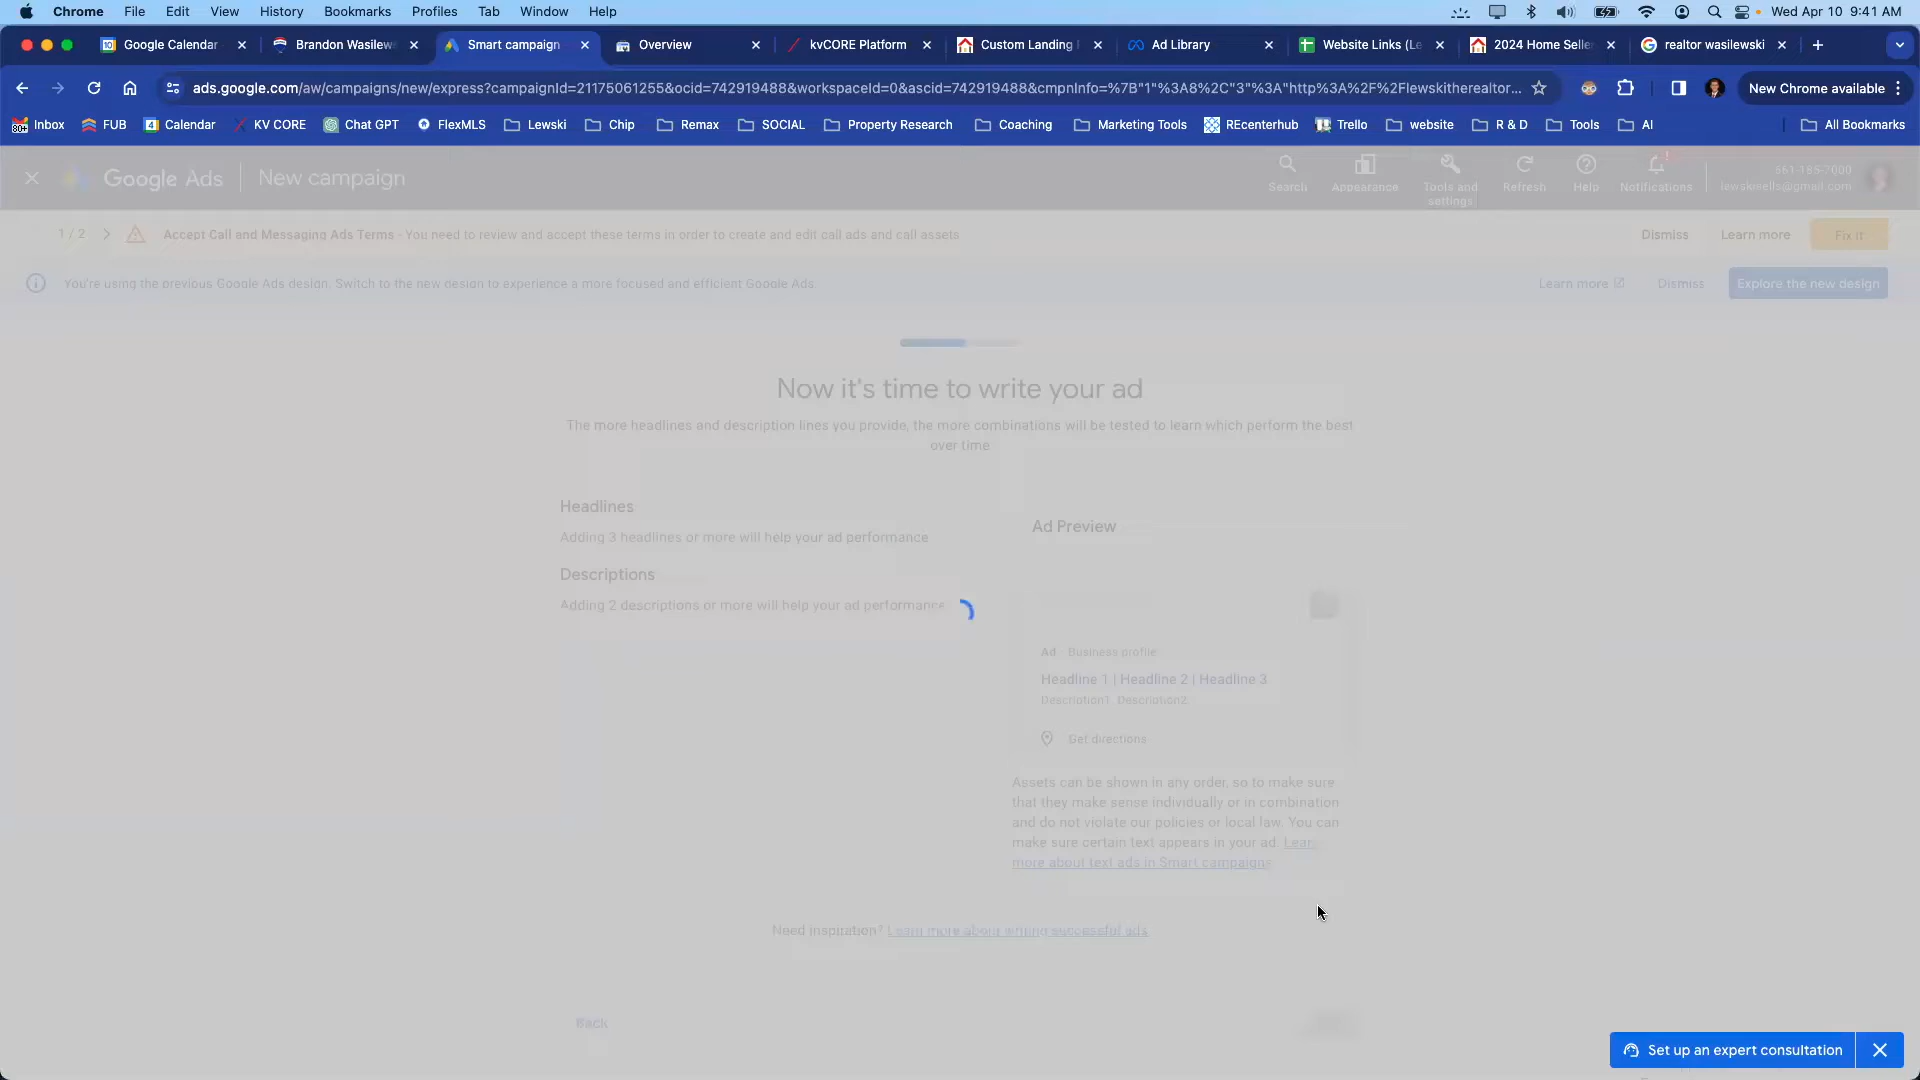 Chrome File Edit View History Bookmarks Profiles Tab Window Help Wed Apr 10 9:41 AM
Google Calendar Brandon Wasilew Smart campaign Overview kvCORE Platform Custom Landing Ad Library Website Links (Le 2024 Home Selle realtor wasilewski
ads.google.com/aw/campaigns/new/express?campaignId=21175061255&ocid=742919488&workspaceId=0&ascid=742919488&cmpnInfo=%7B"1"%3A8%2C"3"%3A"http%3A%2F%2Flewskitherealtor... New Chrome available
Inbox FUB Calendar KV CORE Chat GPT FlexMLS Lewski Chip Remax SOCIAL Property Research Coaching Marketing Tools REcenterhub Trello website R & D Tools AI All Bookmarks
Google Ads New campaign Search Appearance Tools and settings Refresh Help Notifications
1 / 2 Accept Call and Messaging Ads Terms - You need to review and accept these terms in order to create and edit call ads and call assets Dismiss Learn more Fix it
You're using the previous Google Ads design. Switch to the new design to experience a more focused and efficient Google Ads. Learn more Dismiss Explore the new design
Now it's time to write your ad
The more headlines and description lines you provide, the more combinations will be tested to learn which perform the best
over time
Headlines
Adding 3 headlines or more will help your ad performance
Descriptions
Adding 2 descriptions or more will help your ad performance
Ad Preview
Ad · Business profile
Headline 1 | Headline 2 | Headline 3
Description1. Description2.
Get directions
Assets can be shown in any order, so to make sure
that they make sense individually or in combination
and do not violate our policies or local law. You can
make sure certain text appears in your ad. Learn
more about text ads in Smart campaigns
Need inspiration? Learn more about writing successful ads
Back
Set up an expert consultation